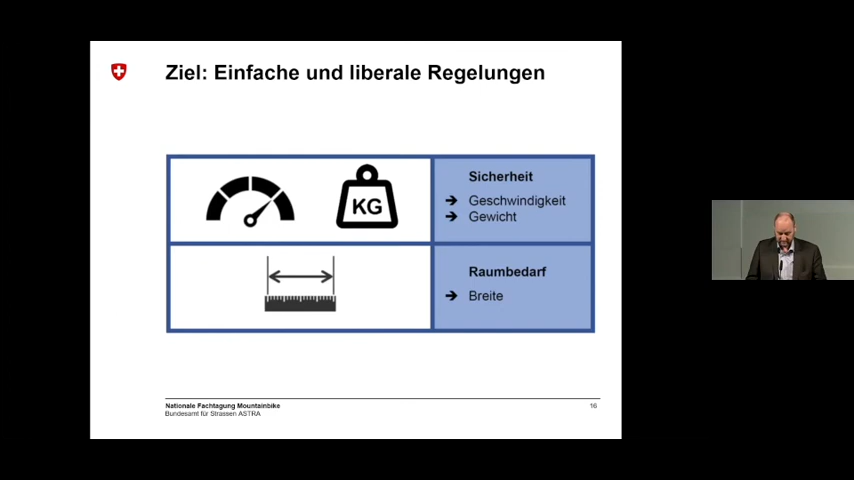 Ziel: Einfache und liberale Regelungen
KG
Sicherheit
➔ Geschwindigkeit
➔ Gewicht
Raumbedarf
➔ Breite
Nationale Fachtagung Mountainbike
Bundesamt für Strassen ASTRA
16